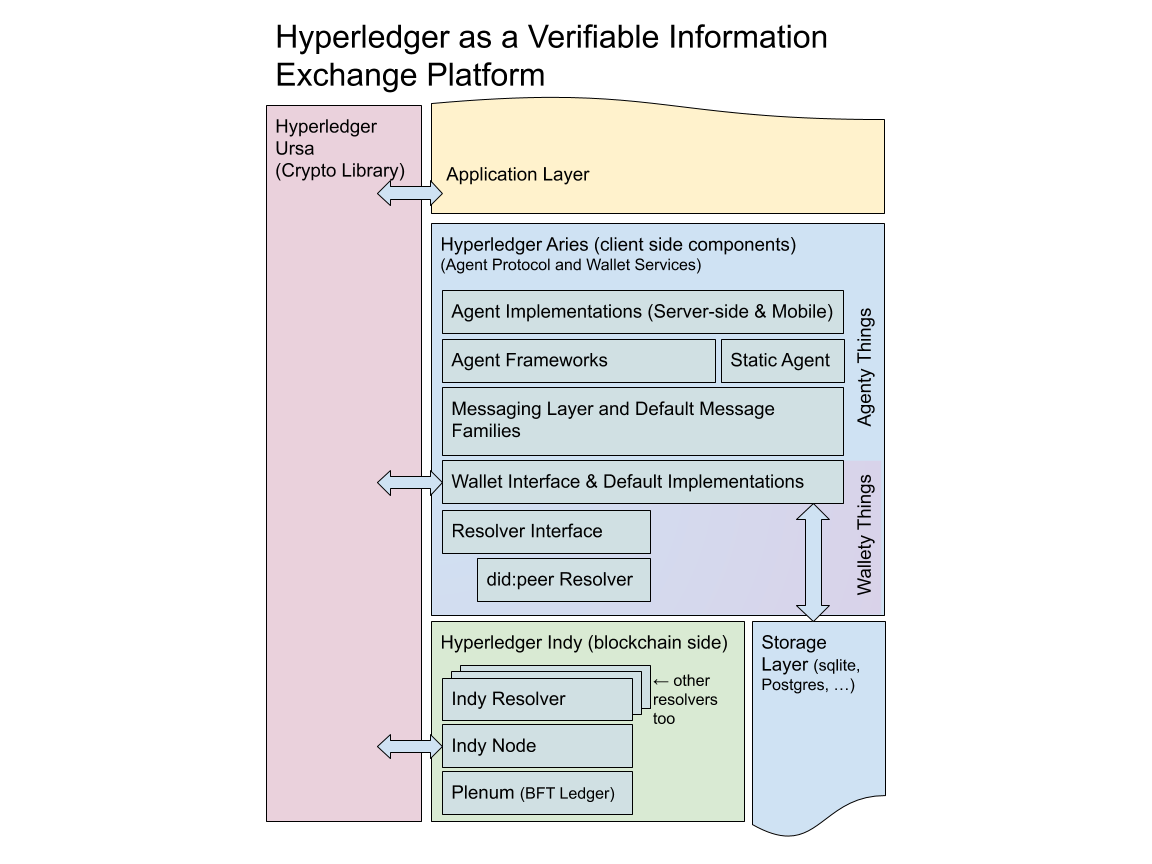 Hyperledger as a Verifiable Information
Exchange Platform
Hyperledger
Ursa
(Crypto Library)
Application Layer
Hyperledger Aries (client side components)
(Agent Protocol and Wallet Services)
Agent Implementations (Server-side & Mobile)
Agent Frameworks
Static Agent
Messaging Layer and Default Message
Families
Agenty Things
Wallet Interface & Default Implementations
Resolver Interface
did:peer Resolver
Wallety Things
Hyperledger Indy (blockchain side)
Indy Resolver
← other
resolvers
too
Indy Node
Plenum (BFT Ledger)
Storage
Layer (sqlite,
Postgres, …)